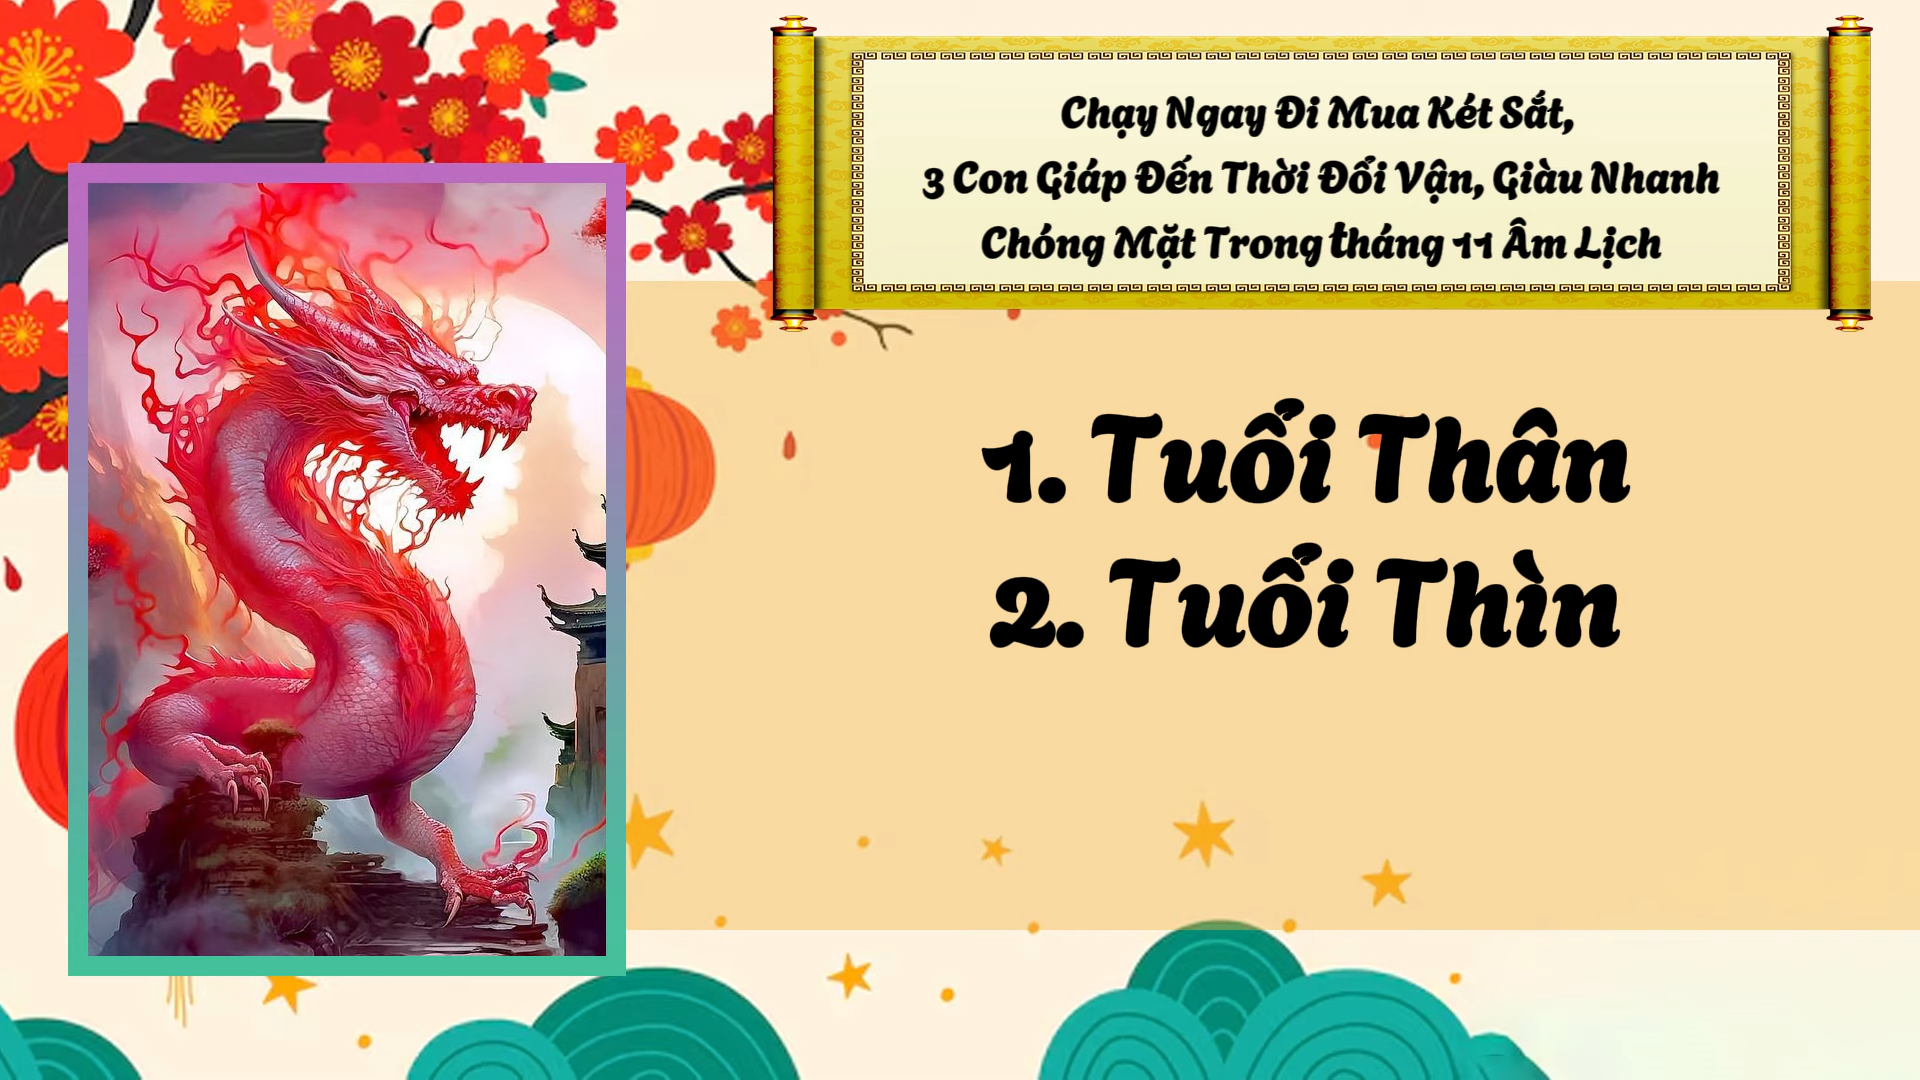 Chạy Ngay Đi Mua Két Sắt,
3 Con Giáp Đến Thời Đổi Vận, Giàu Nhanh
Chóng Mặt Trong tháng 11 Âm Lịch
1. Tuổi Thân
2. Tuổi Thìn